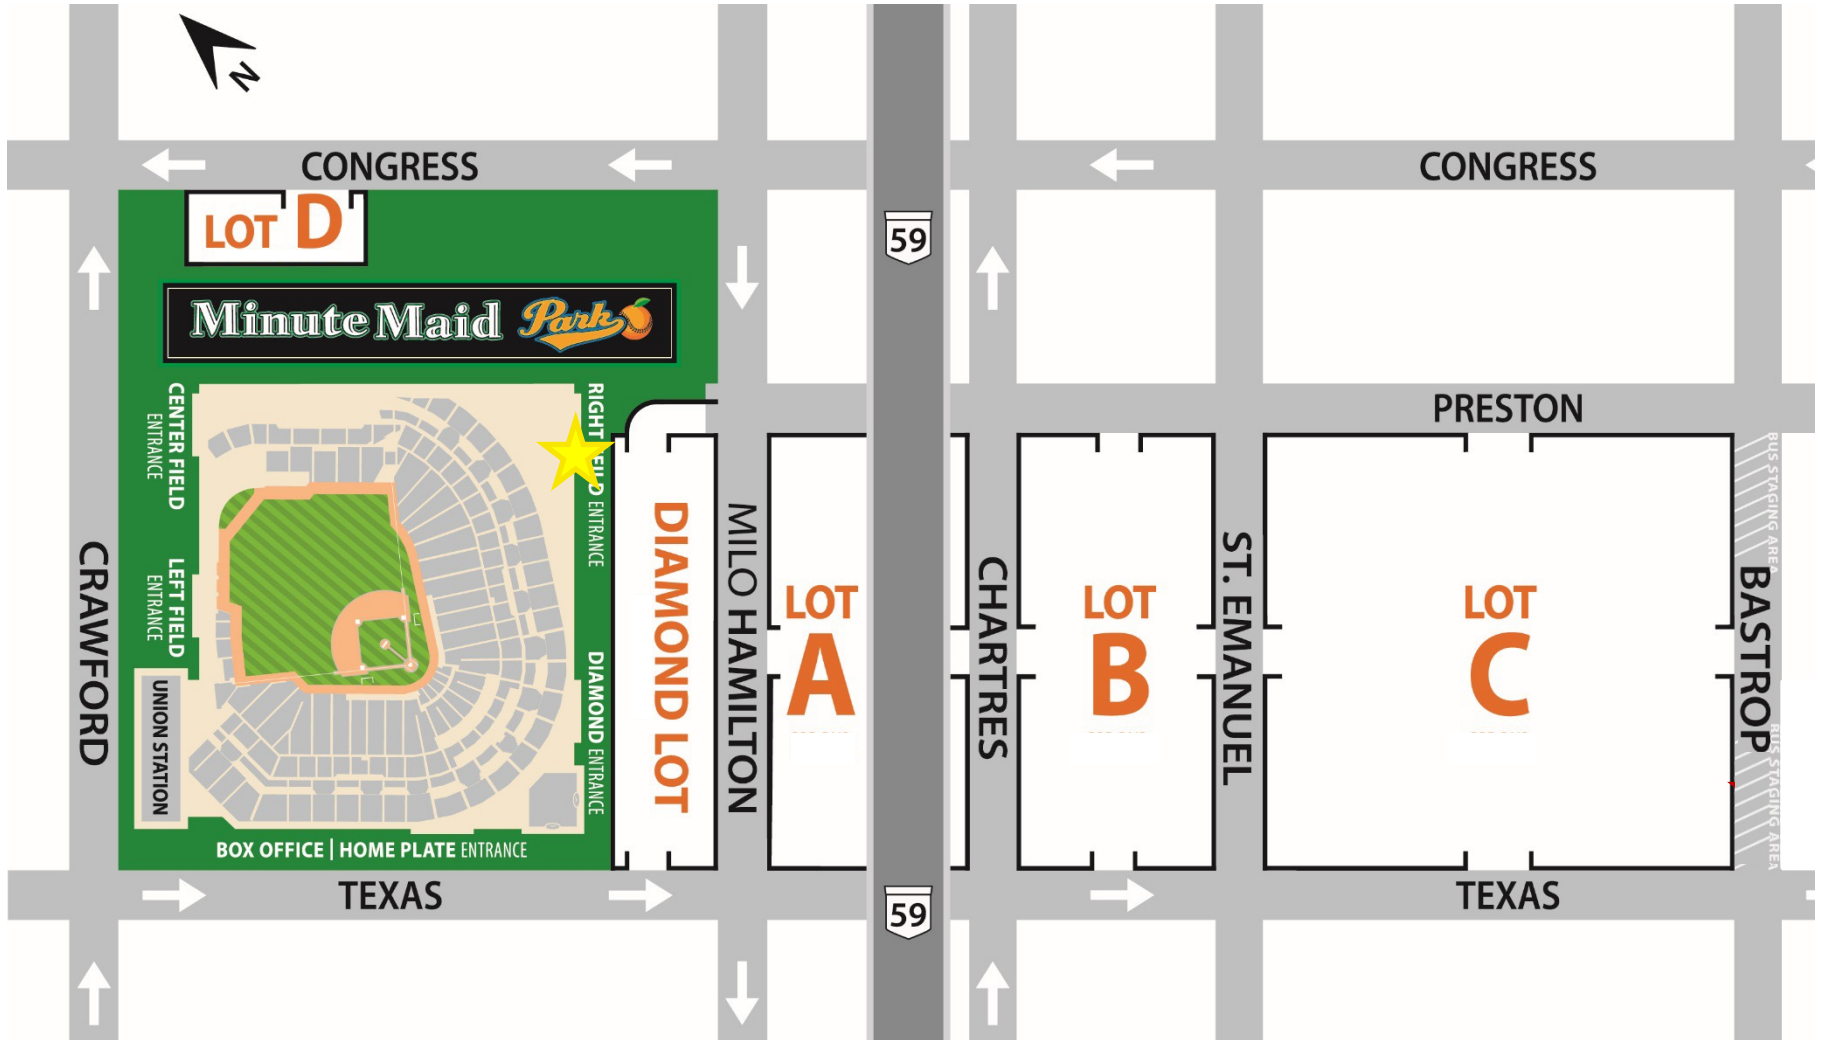 N
CONGRESS
CONGRESS
LOT D
59
Minute Maid Park
PRESTON
CENTER FIELD
ENTRANCE
RIGHT ENTRANCE
LEFT FIELD
ENTRANCE
DIAMOND ENTRANCE
UNION STATION
BOX OFFICE | HOME PLATE ENTRANCE
CRAWFORD
DIAMOND LOT
MILO HAMILTON
LOT
A
CHARTRES
LOT
B
ST. EMANUEL
LOT
C
BUS STAGING AREA
BASTROP
BUS STAGING AREA
TEXAS
59
TEXAS